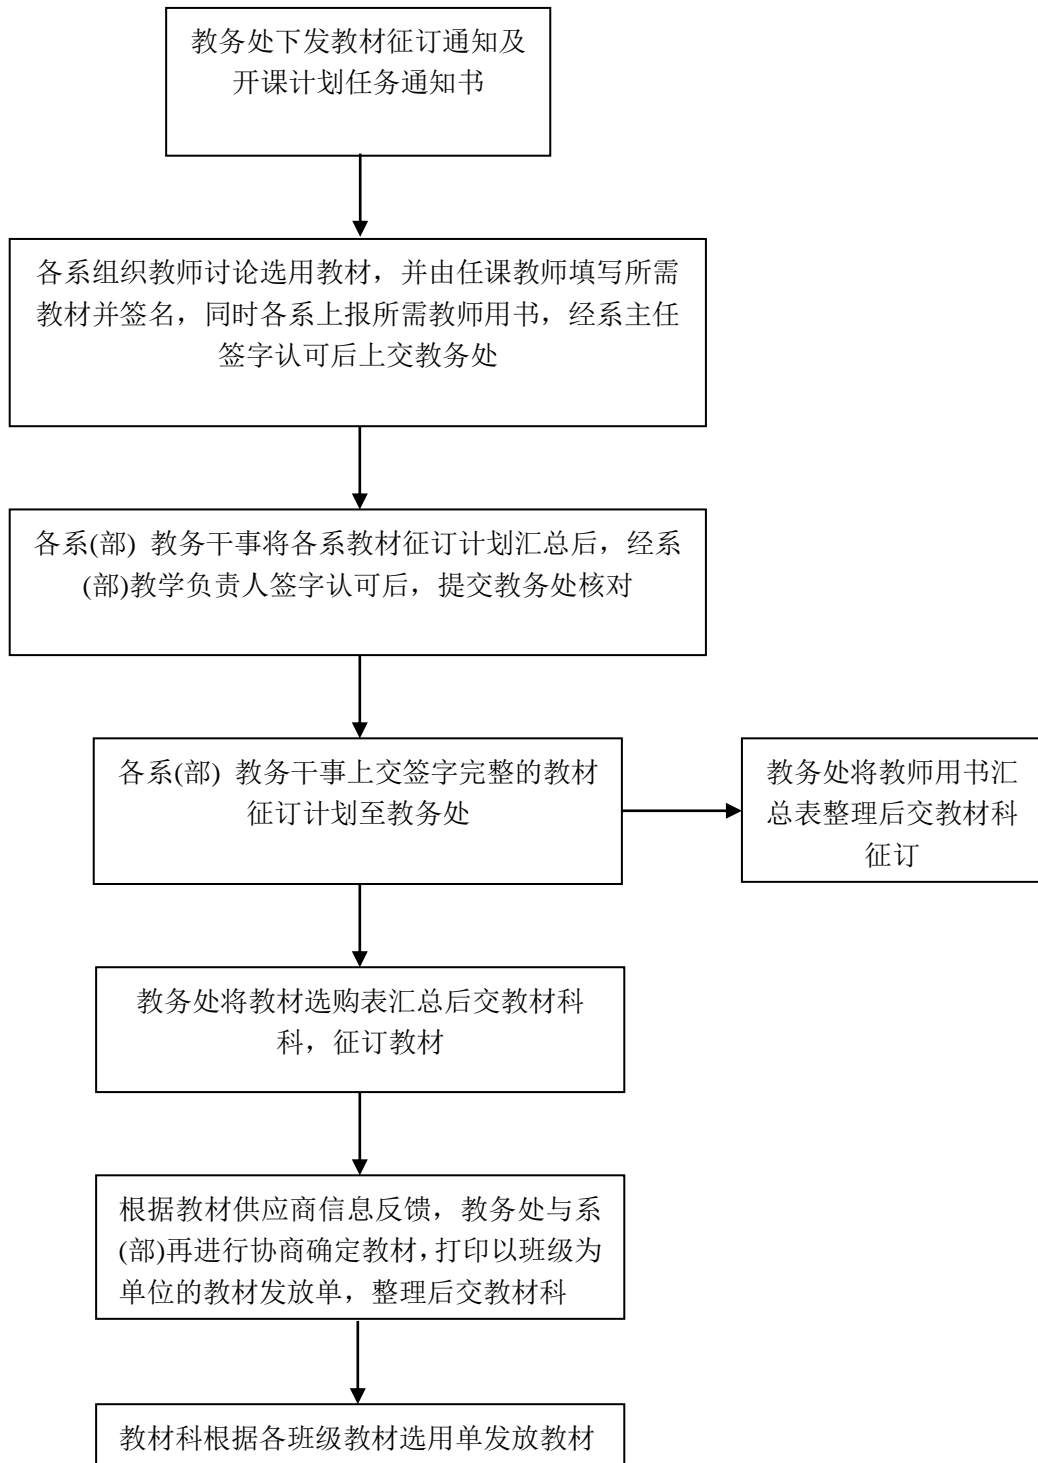 教务处下发教材征订通知及
开课计划任务通知书
各系组织教师讨论选用教材，并由任课教师填写所需
教材并签名，同时各系上报所需教师用书，经系主任
签字认可后上交教务处
各系(部) 教务干事将各系教材征订计划汇总后，经系
(部)教学负责人签字认可后，提交教务处核对
各系(部) 教务干事上交签字完整的教材
征订计划至教务处
教务处将教师用书汇
总表整理后交教材科
征订
教务处将教材选购表汇总后交教材科
科，征订教材
根据教材供应商信息反馈，教务处与系
(部)再进行协商确定教材，打印以班级为
单位的教材发放单，整理后交教材科
教材科根据各班级教材选用单发放教材